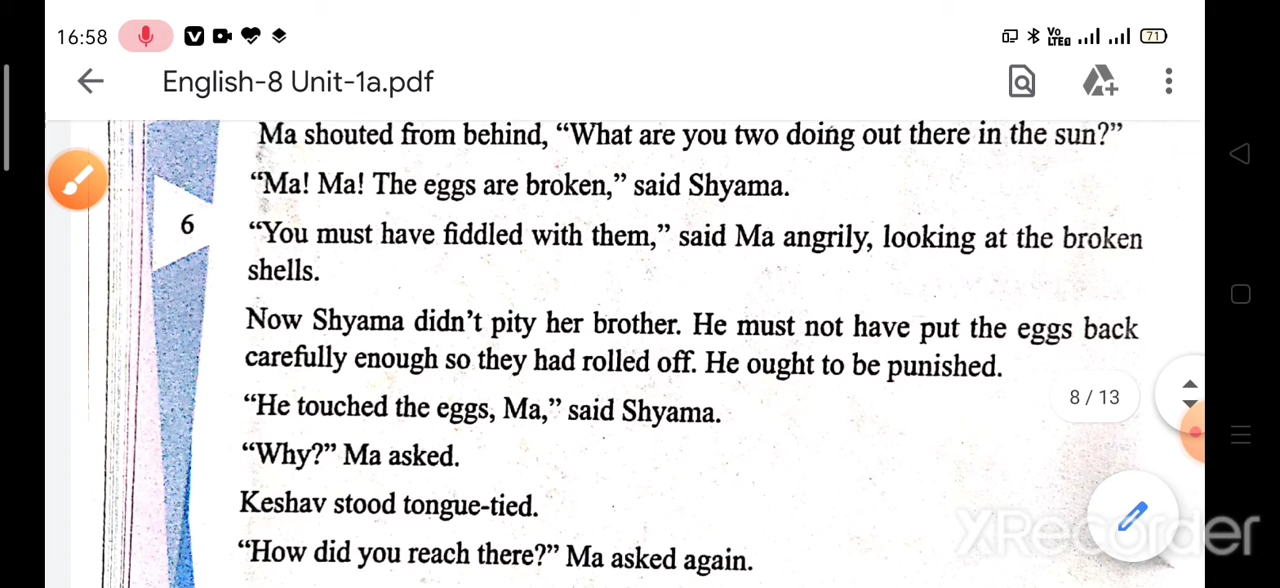 16:58
Vo
LTE
71
English-8 Unit-1a.pdf
Ma shouted from behind, “What are you two doing out there in the sun?”
“Ma! Ma! The eggs are broken,” said Shyama.
6
“You must have fiddled with them,” said Ma angrily, looking at the broken
shells.
Now Shyama didn’t pity her brother. He must not have put the eggs back
carefully enough so they had rolled off. He ought to be punished.
8 / 13
“He touched the eggs, Ma,” said Shyama.
“Why?” Ma asked.
Keshav stood tongue-tied.
“How did you reach there?” Ma asked again.
XRecorder